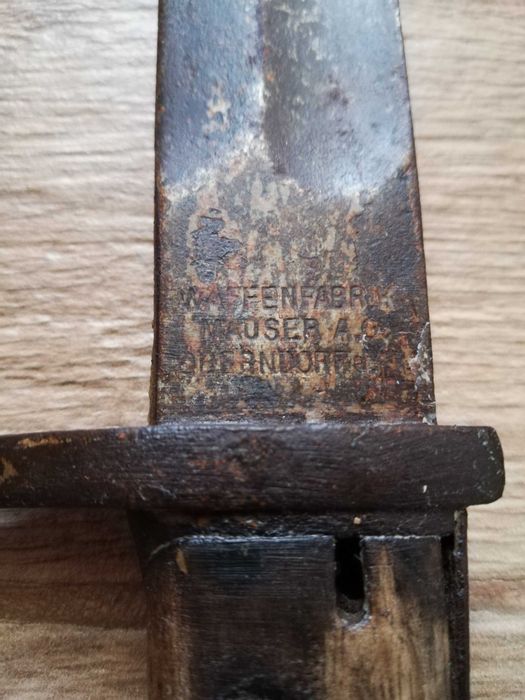 WAFFENFABRIK
MAUSER A.G.
OBERNDORF a/N